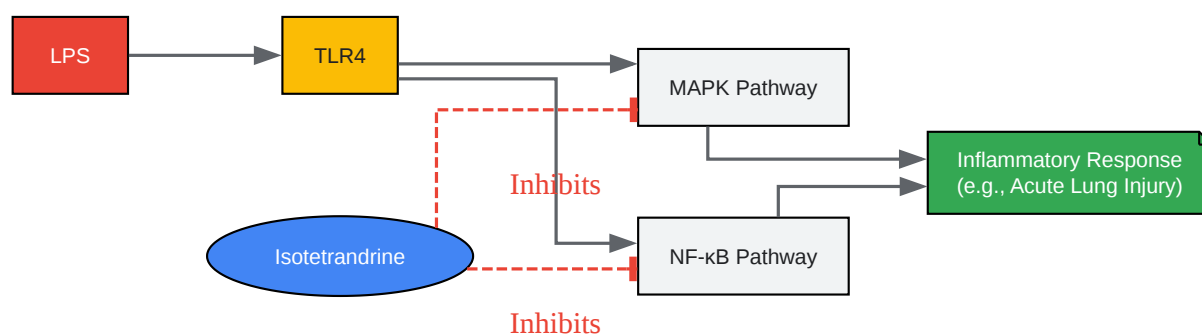 LPS
TLR4
MAPK Pathway
Inflammatory Response
(e.g., Acute Lung Injury)
Inhibits
Isotetrandrine
NF-κB Pathway
Inhibits